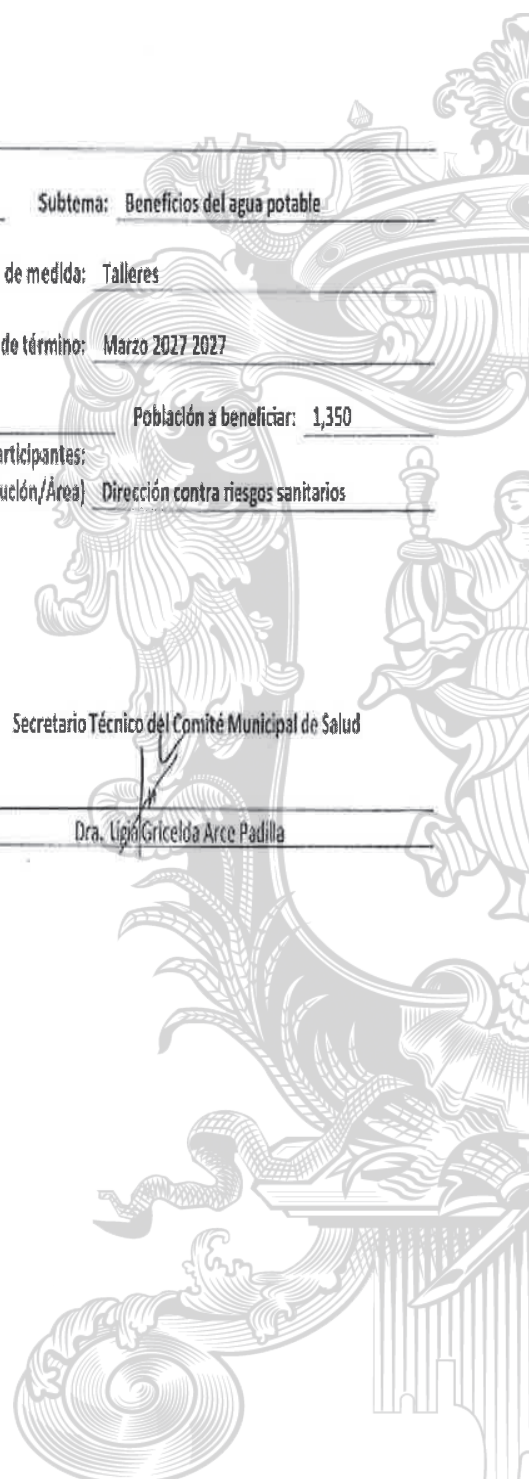 Subtema: Beneficios del agua potable
de medida: Talleres
de término: Marzo 2027 2027
Población a beneficiar: 1,350
articipantes:
ución/Área) Dirección contra riesgos sanitarios
Secretario Técnico del Comité Municipal de Salud
Dra. Ligia Gricelda Arce Padilla